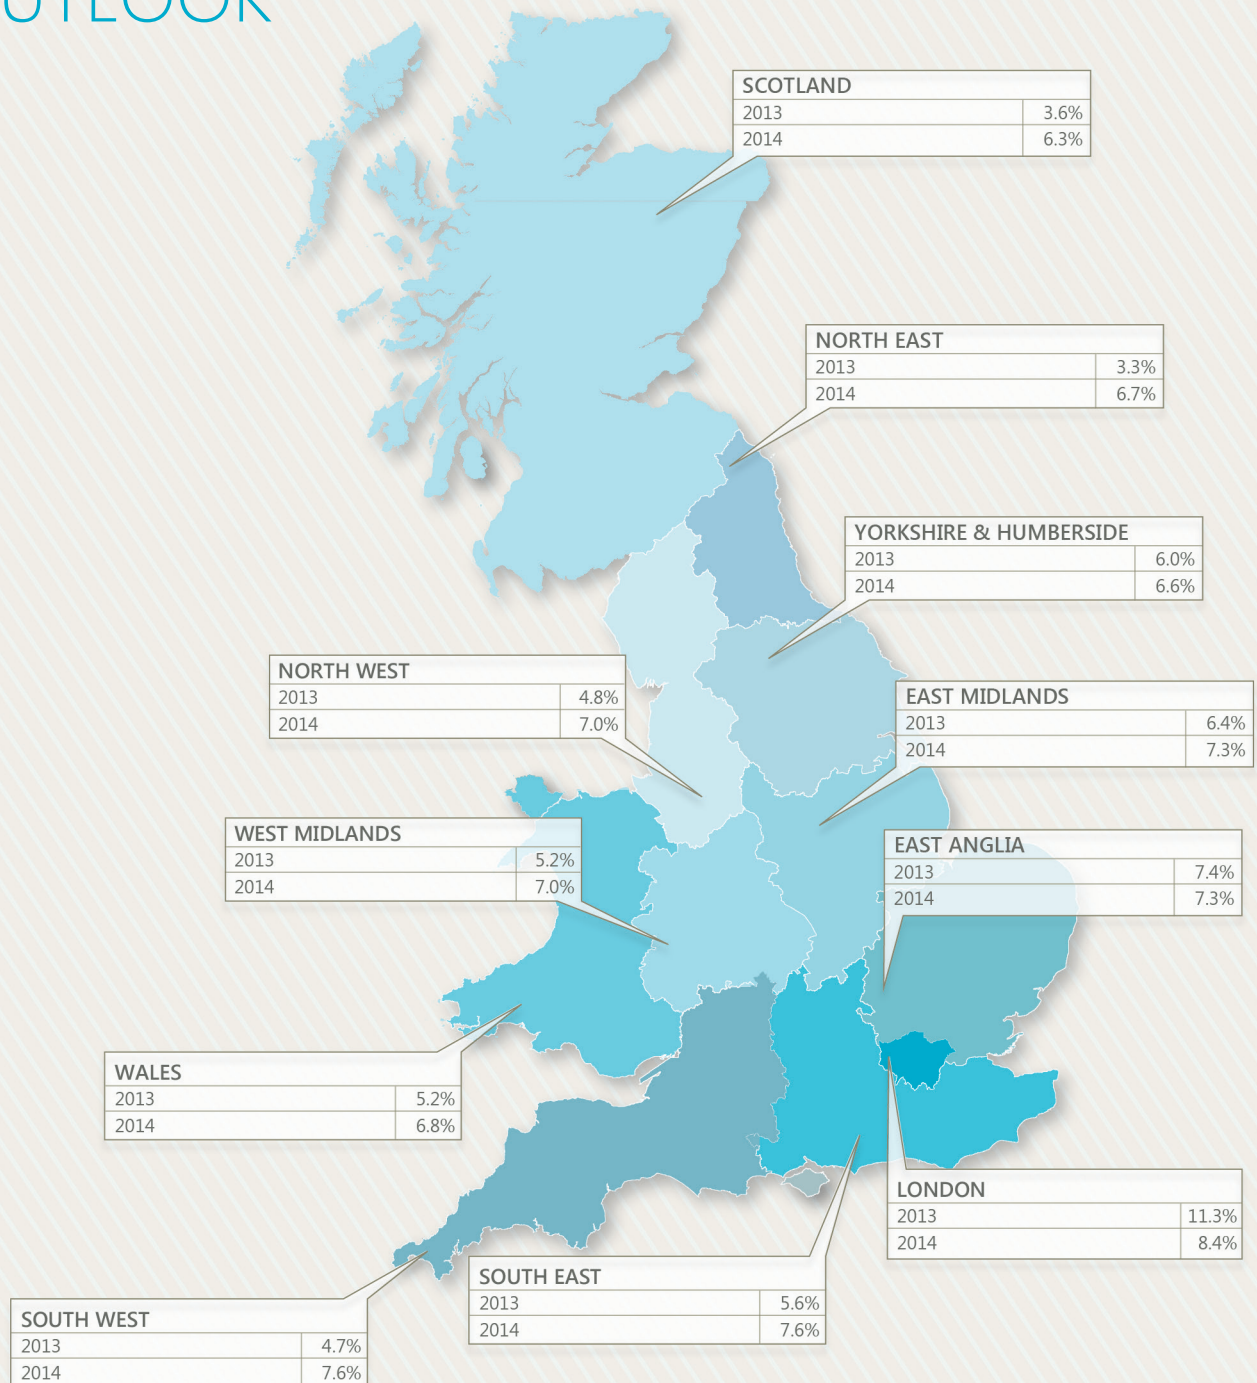 SCOTLAND
2013 3.6%
2014 6.3%
NORTH EAST
2013 3.3%
2014 6.7%
YORKSHIRE & HUMBERSIDE
2013 6.0%
2014 6.6%
NORTH WEST
2013 4.8%
2014 7.0%
EAST MIDLANDS
2013 6.4%
2014 7.3%
WEST MIDLANDS
2013 5.2%
2014 7.0%
EAST ANGLIA
2013 7.4%
2014 7.3%
WALES
2013 5.2%
2014 6.8%
LONDON
2013 11.3%
2014 8.4%
SOUTH EAST
2013 5.6%
2014 7.6%
SOUTH WEST
2013 4.7%
2014 7.6%